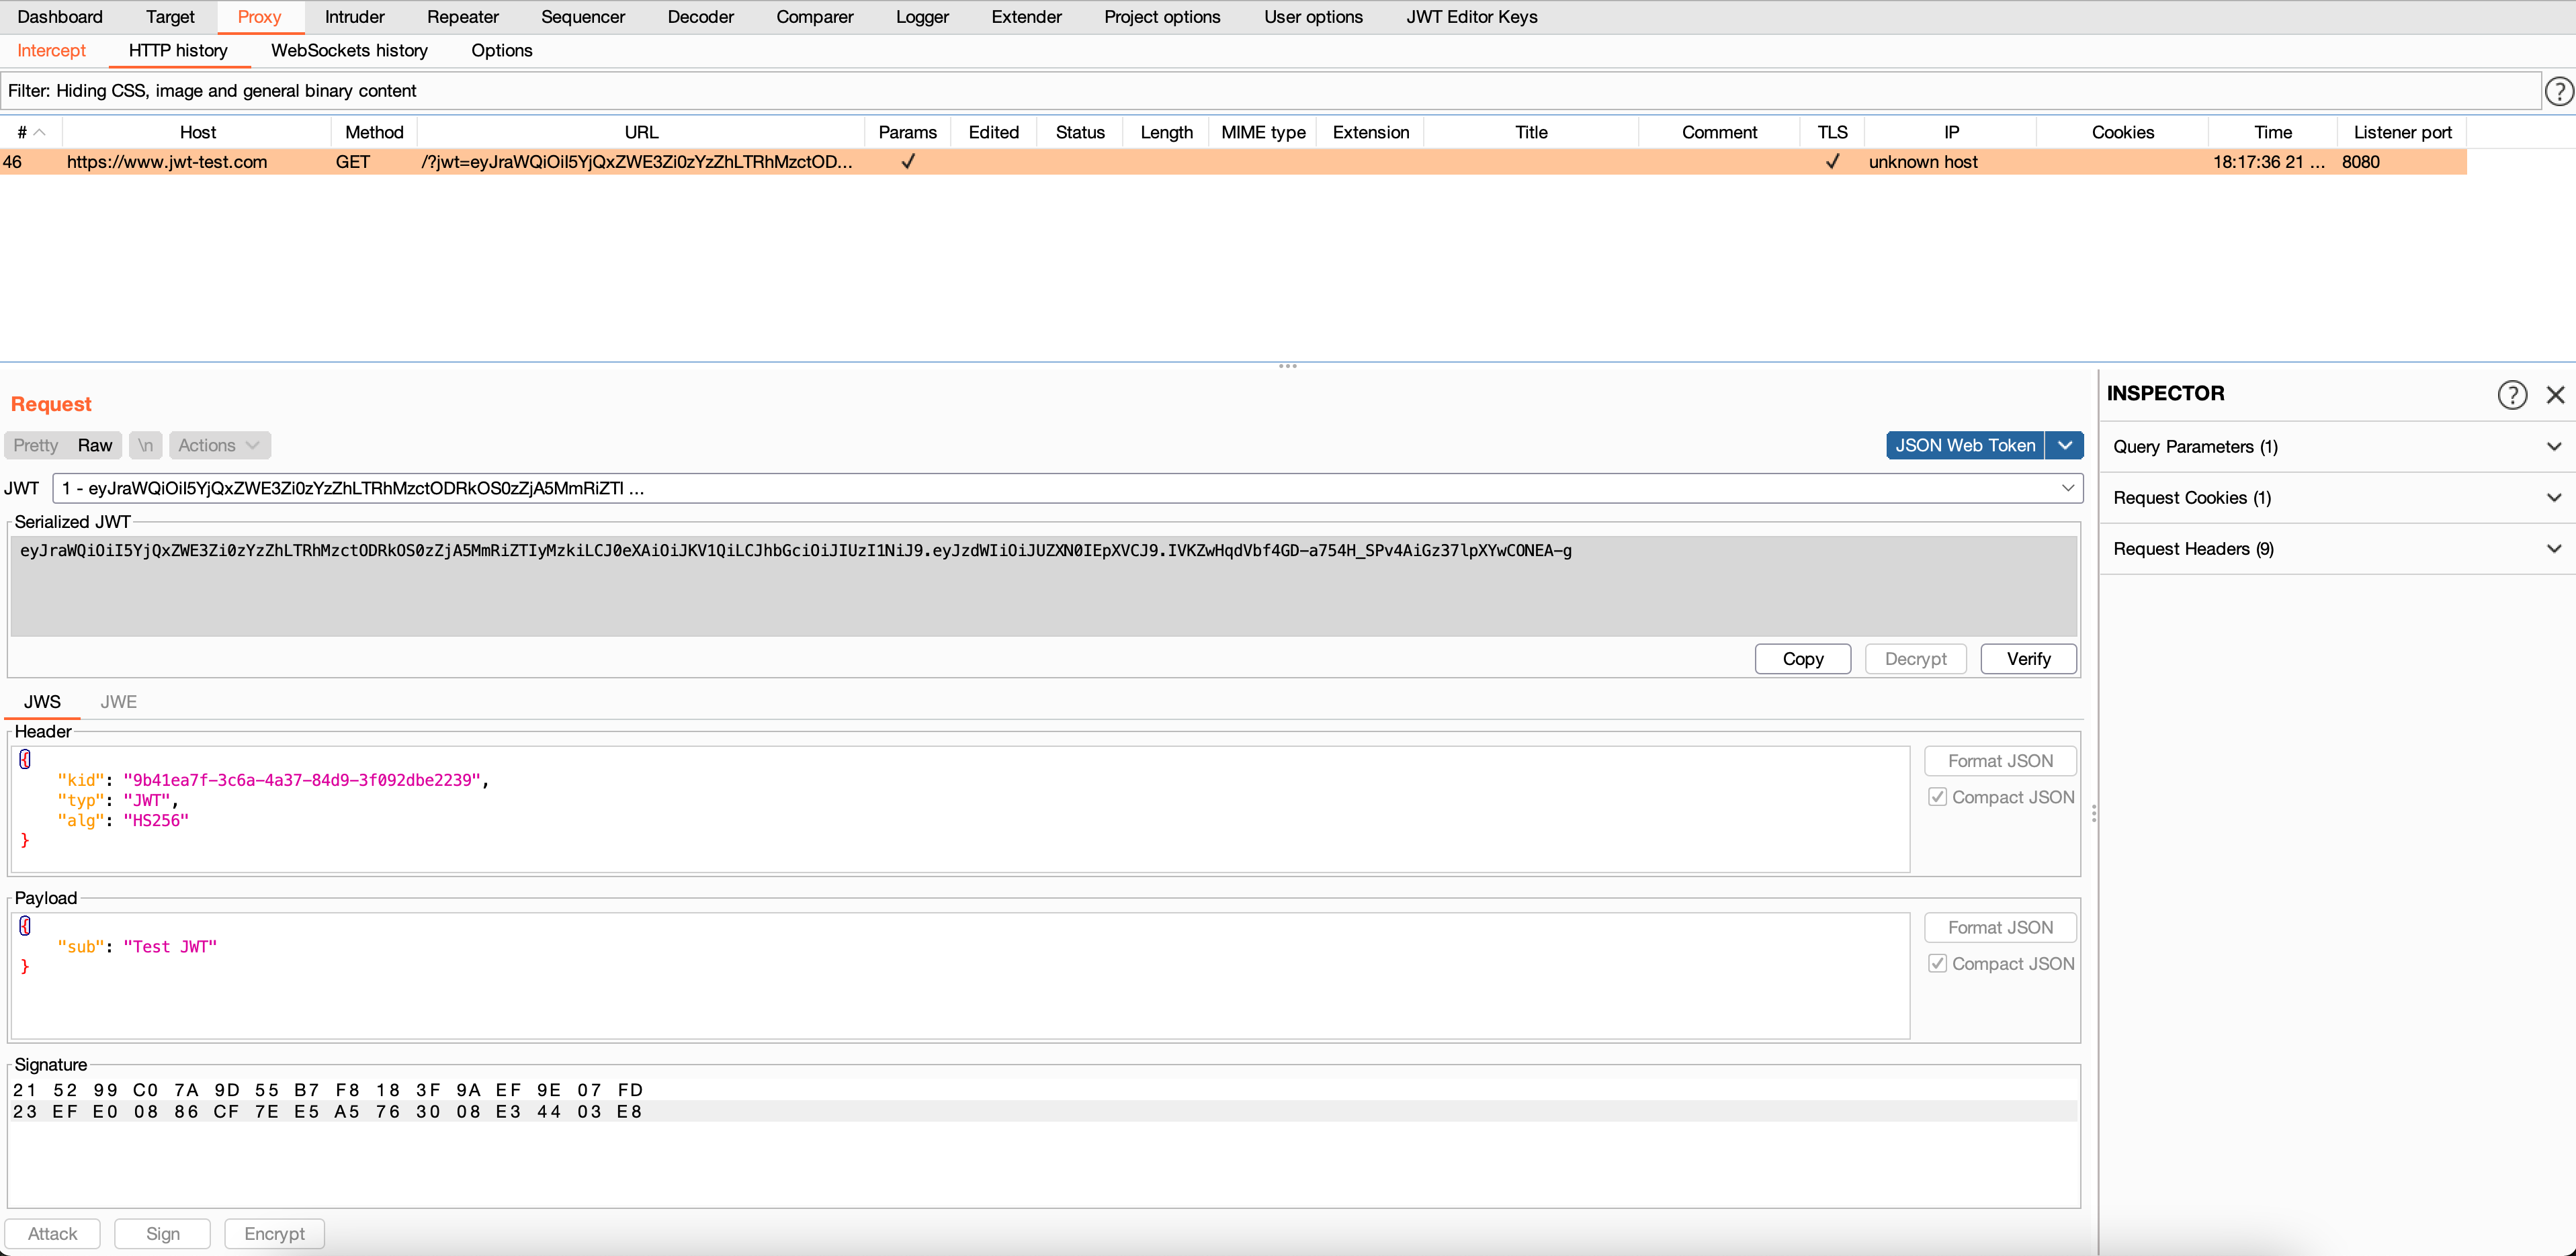 Dashboard Target Proxy Intruder Repeater Sequencer Decoder Comparer Logger Extender Project options User options JWT Editor Keys
Intercept HTTP history WebSockets history Options
Filter: Hiding CSS, image and general binary content ?
# Host Method URL Params Edited Status Length MIME type Extension Title Comment TLS IP Cookies Time Listener port
46 https://www.jwt-test.com GET /?jwt=eyJraWQiOiI5YjQxZWE3Zi0zYzZhLTRhMzctOD... ✓ ✓ unknown host 18:17:36 21 ... 8080
Request
Pretty Raw \n Actions JSON Web Token
JWT 1 - eyJraWQiOiI5YjQxZWE3Zi0zYzZhLTRhMzctODRkOS0zZjA5MmRiZTI ...
Serialized JWT
eyJraWQiOiI5YjQxZWE3Zi0zYzZhLTRhMzctODRkOS0zZjA5MmRiZTIyMzkiLCJ0eXAiOiJKV1QiLCJhbGciOiJIUzI1NiJ9.eyJzdWIiOiJUZXN0IEpXVCJ9.IVKZwHqdVbf4GD-a754H_SPv4AiGz37lpXYwCONEA-g
Copy Decrypt Verify
JWS JWE
Header
{
"kid": "9b41ea7f-3c6a-4a37-84d9-3f092dbe2239",
"typ": "JWT",
"alg": "HS256"
}
Format JSON
Compact JSON
Payload
{
"sub": "Test JWT"
}
Format JSON
Compact JSON
Signature
21 52 99 C0 7A 9D 55 B7 F8 18 3F 9A EF 9E 07 FD
23 EF E0 08 86 CF 7E E5 A5 76 30 08 E3 44 03 E8
Attack Sign Encrypt
INSPECTOR ?
Query Parameters (1)
Request Cookies (1)
Request Headers (9)